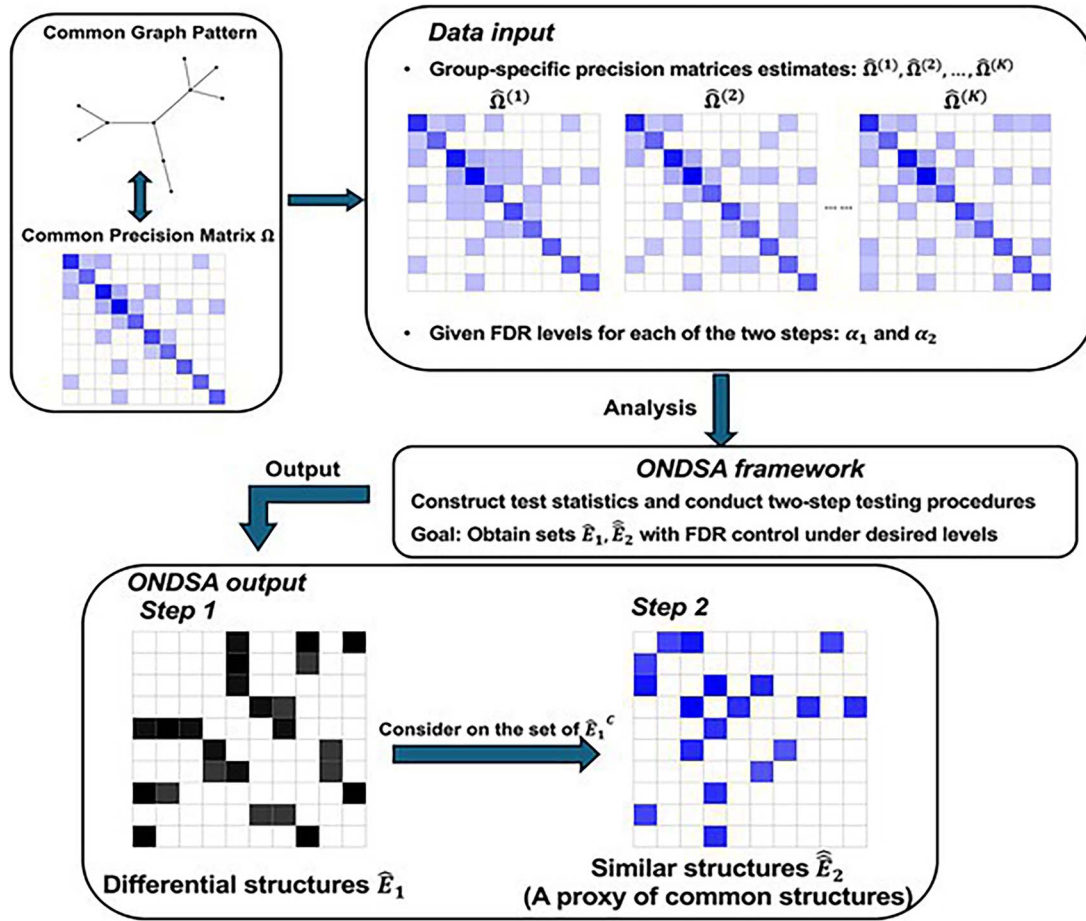 Common Graph Pattern
Common Precision Matrix Ω
Data input
• Group-specific precision matrices estimates: Ω̂⁽¹⁾, Ω̂⁽²⁾, ..., Ω̂⁽ᴷ⁾
Ω̂⁽¹⁾ Ω̂⁽²⁾ Ω̂⁽ᴷ⁾
... ...
• Given FDR levels for each of the two steps: α₁ and α₂
Analysis
ONDSA framework
Construct test statistics and conduct two-step testing procedures
Goal: Obtain sets Ê₁, Ê̂₂ with FDR control under desired levels
Output
ONDSA output
Step 1
Step 2
Consider on the set of Ê₁ᶜ
Differential structures Ê₁
Similar structures Ê̂₂
(A proxy of common structures)